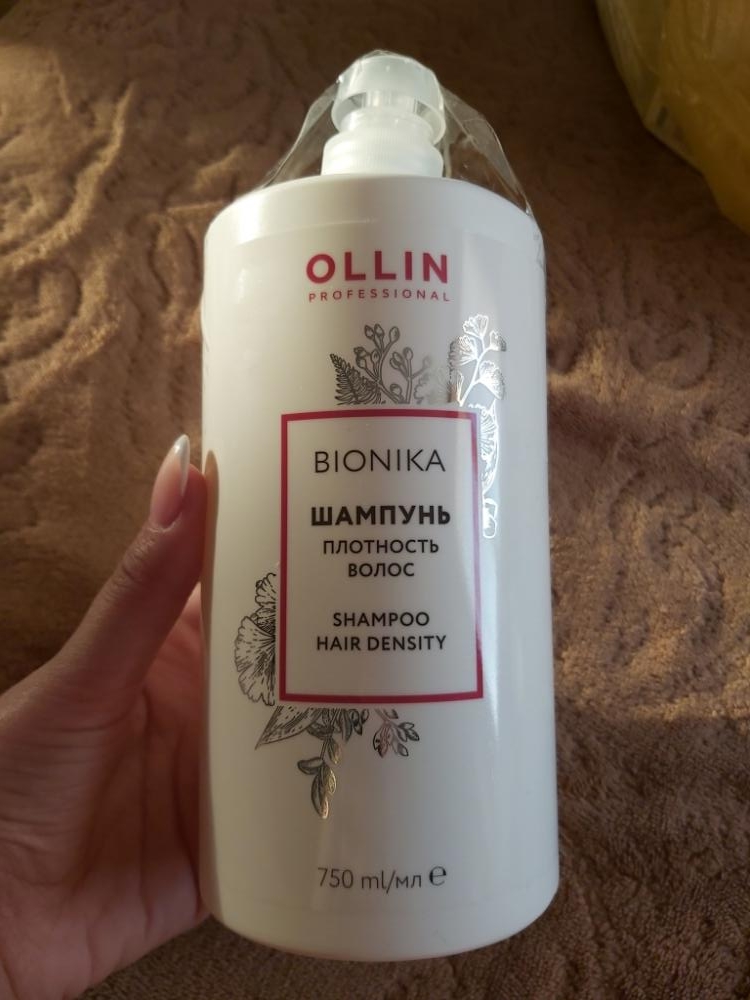 OLLIN
PROFESSIONAL
BIONIKA
ШАМПУНЬ
ПЛОТНОСТЬ
ВОЛОС
SHAMPOO
HAIR DENSITY
750 ml/мл ℮